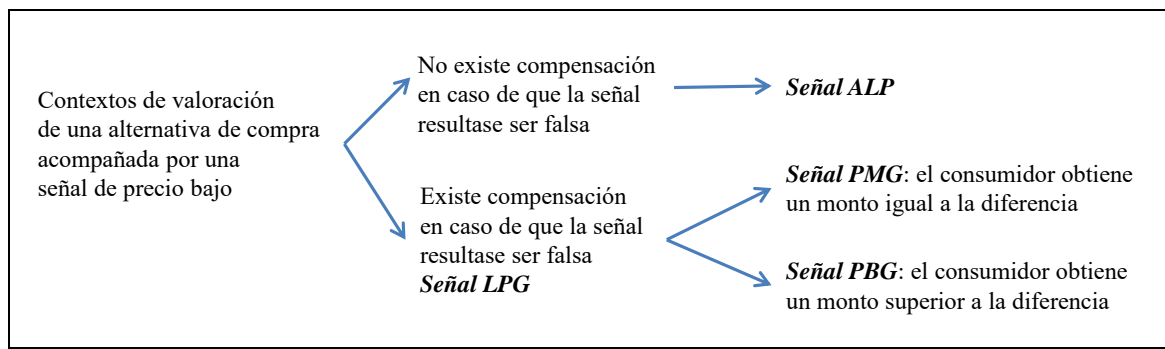 Contextos de valoración
de una alternativa de compra
acompañada por una
señal de precio bajo
No existe compensación
en caso de que la señal
resultase ser falsa
Señal ALP
Existe compensación
en caso de que la señal
resultase ser falsa
Señal LPG
Señal PMG: el consumidor obtiene
un monto igual a la diferencia
Señal PBG: el consumidor obtiene
un monto superior a la diferencia